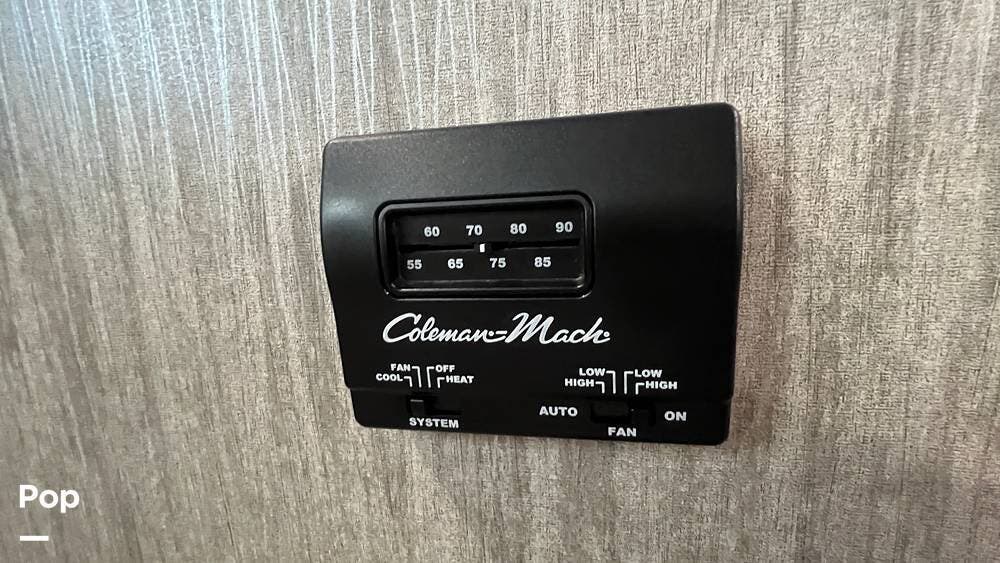 60 70 80 90
55 65 75 85
Coleman-Mach
FAN OFF
COOL HEAT
SYSTEM
LOW LOW
HIGH HIGH
AUTO ON
FAN
Pop